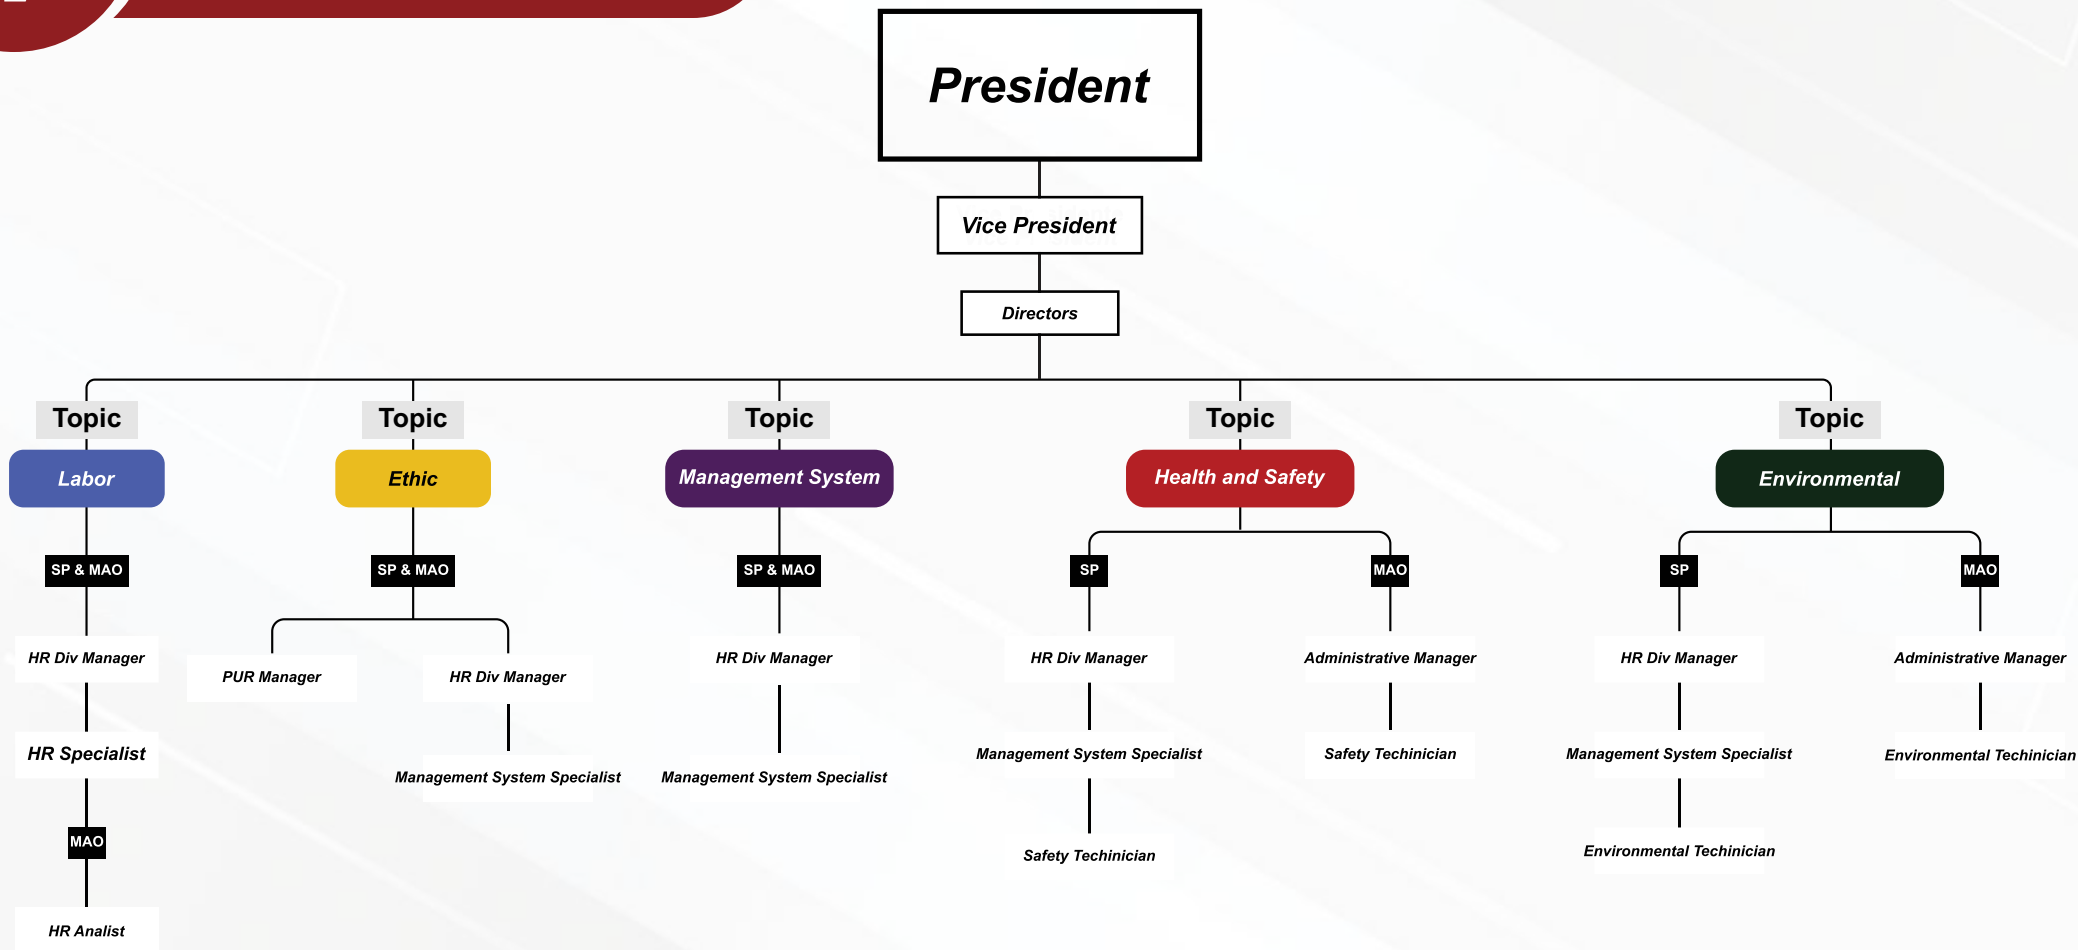 President
Vice President
Directors
Topic
Topic
Topic
Topic
Topic
Labor
Ethic
Management System
Health and Safety
Environmental
SP & MAO
SP & MAO
SP & MAO
SP
MAO
SP
MAO
HR Div Manager
PUR Manager
HR Div Manager
HR Div Manager
HR Div Manager
Administrative Manager
HR Div Manager
Administrative Manager
HR Specialist
Management System Specialist
Management System Specialist
Management System Specialist
Safety Techinician
Management System Specialist
Environmental Techinician
MAO
Safety Techinician
Environmental Techinician
HR Analist